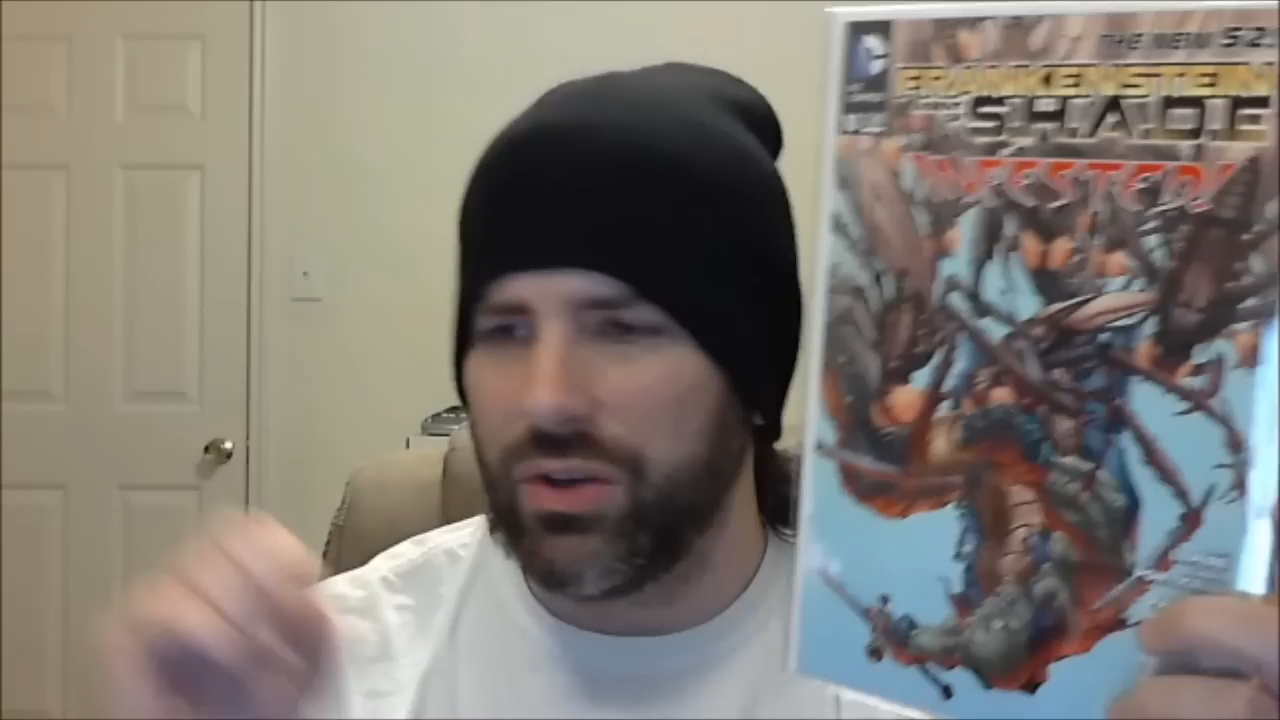 THE NEW 52!
FRANKENSTEIN
S.H.A.D.E.
INFESTED!